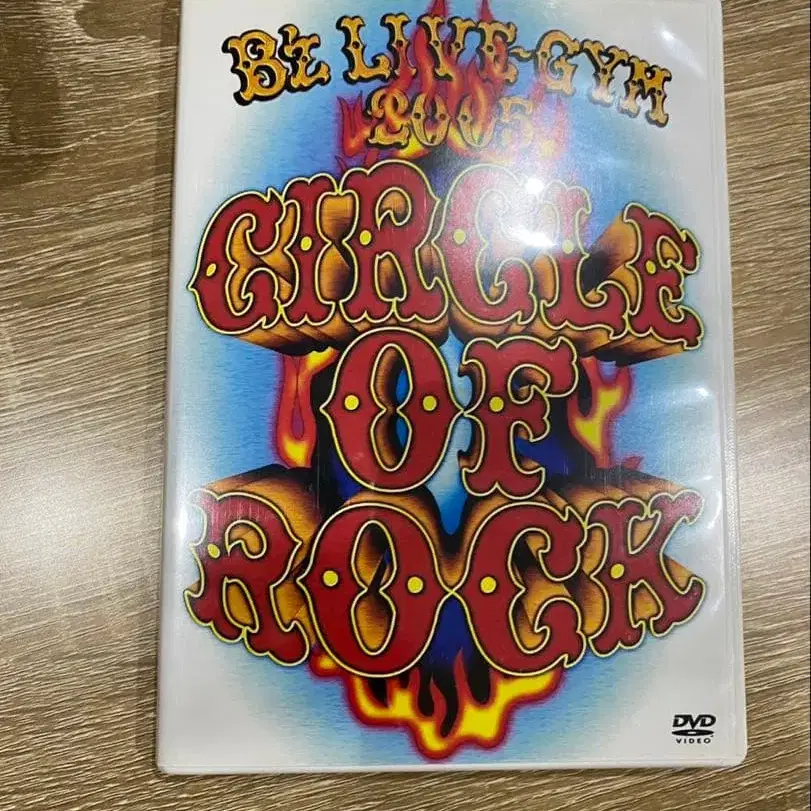 B'z LIVE-GYM
2005
CIRCLE
OF
ROCK
DVD
VIDEO